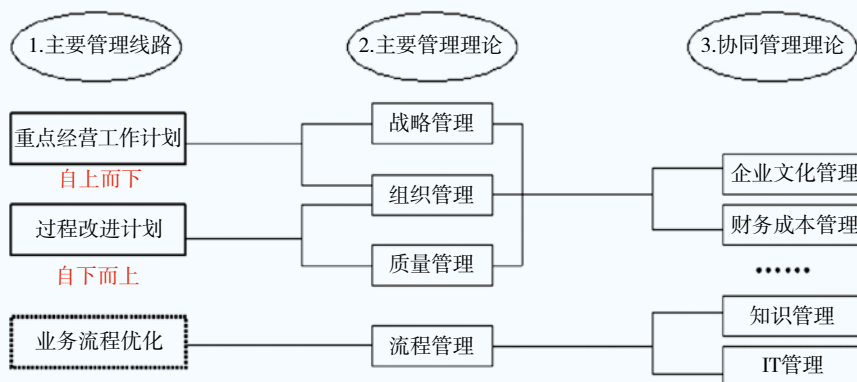 1.主要管理线路
2.主要管理理论
3.协同管理理论
重点经营工作计划
自上而下
过程改进计划
自下而上
业务流程优化
战略管理
组织管理
质量管理
流程管理
企业文化管理
财务成本管理
••••••
知识管理
IT管理